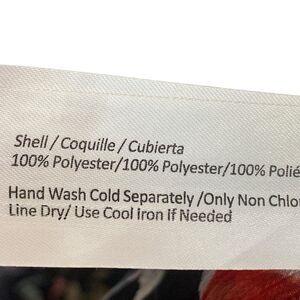 Shell / Coquille / Cubierta
100% Polyester/100% Polyester/100% Polié
Hand Wash Cold Separately /Only Non Chlo
Line Dry/ Use Cool Iron If Needed